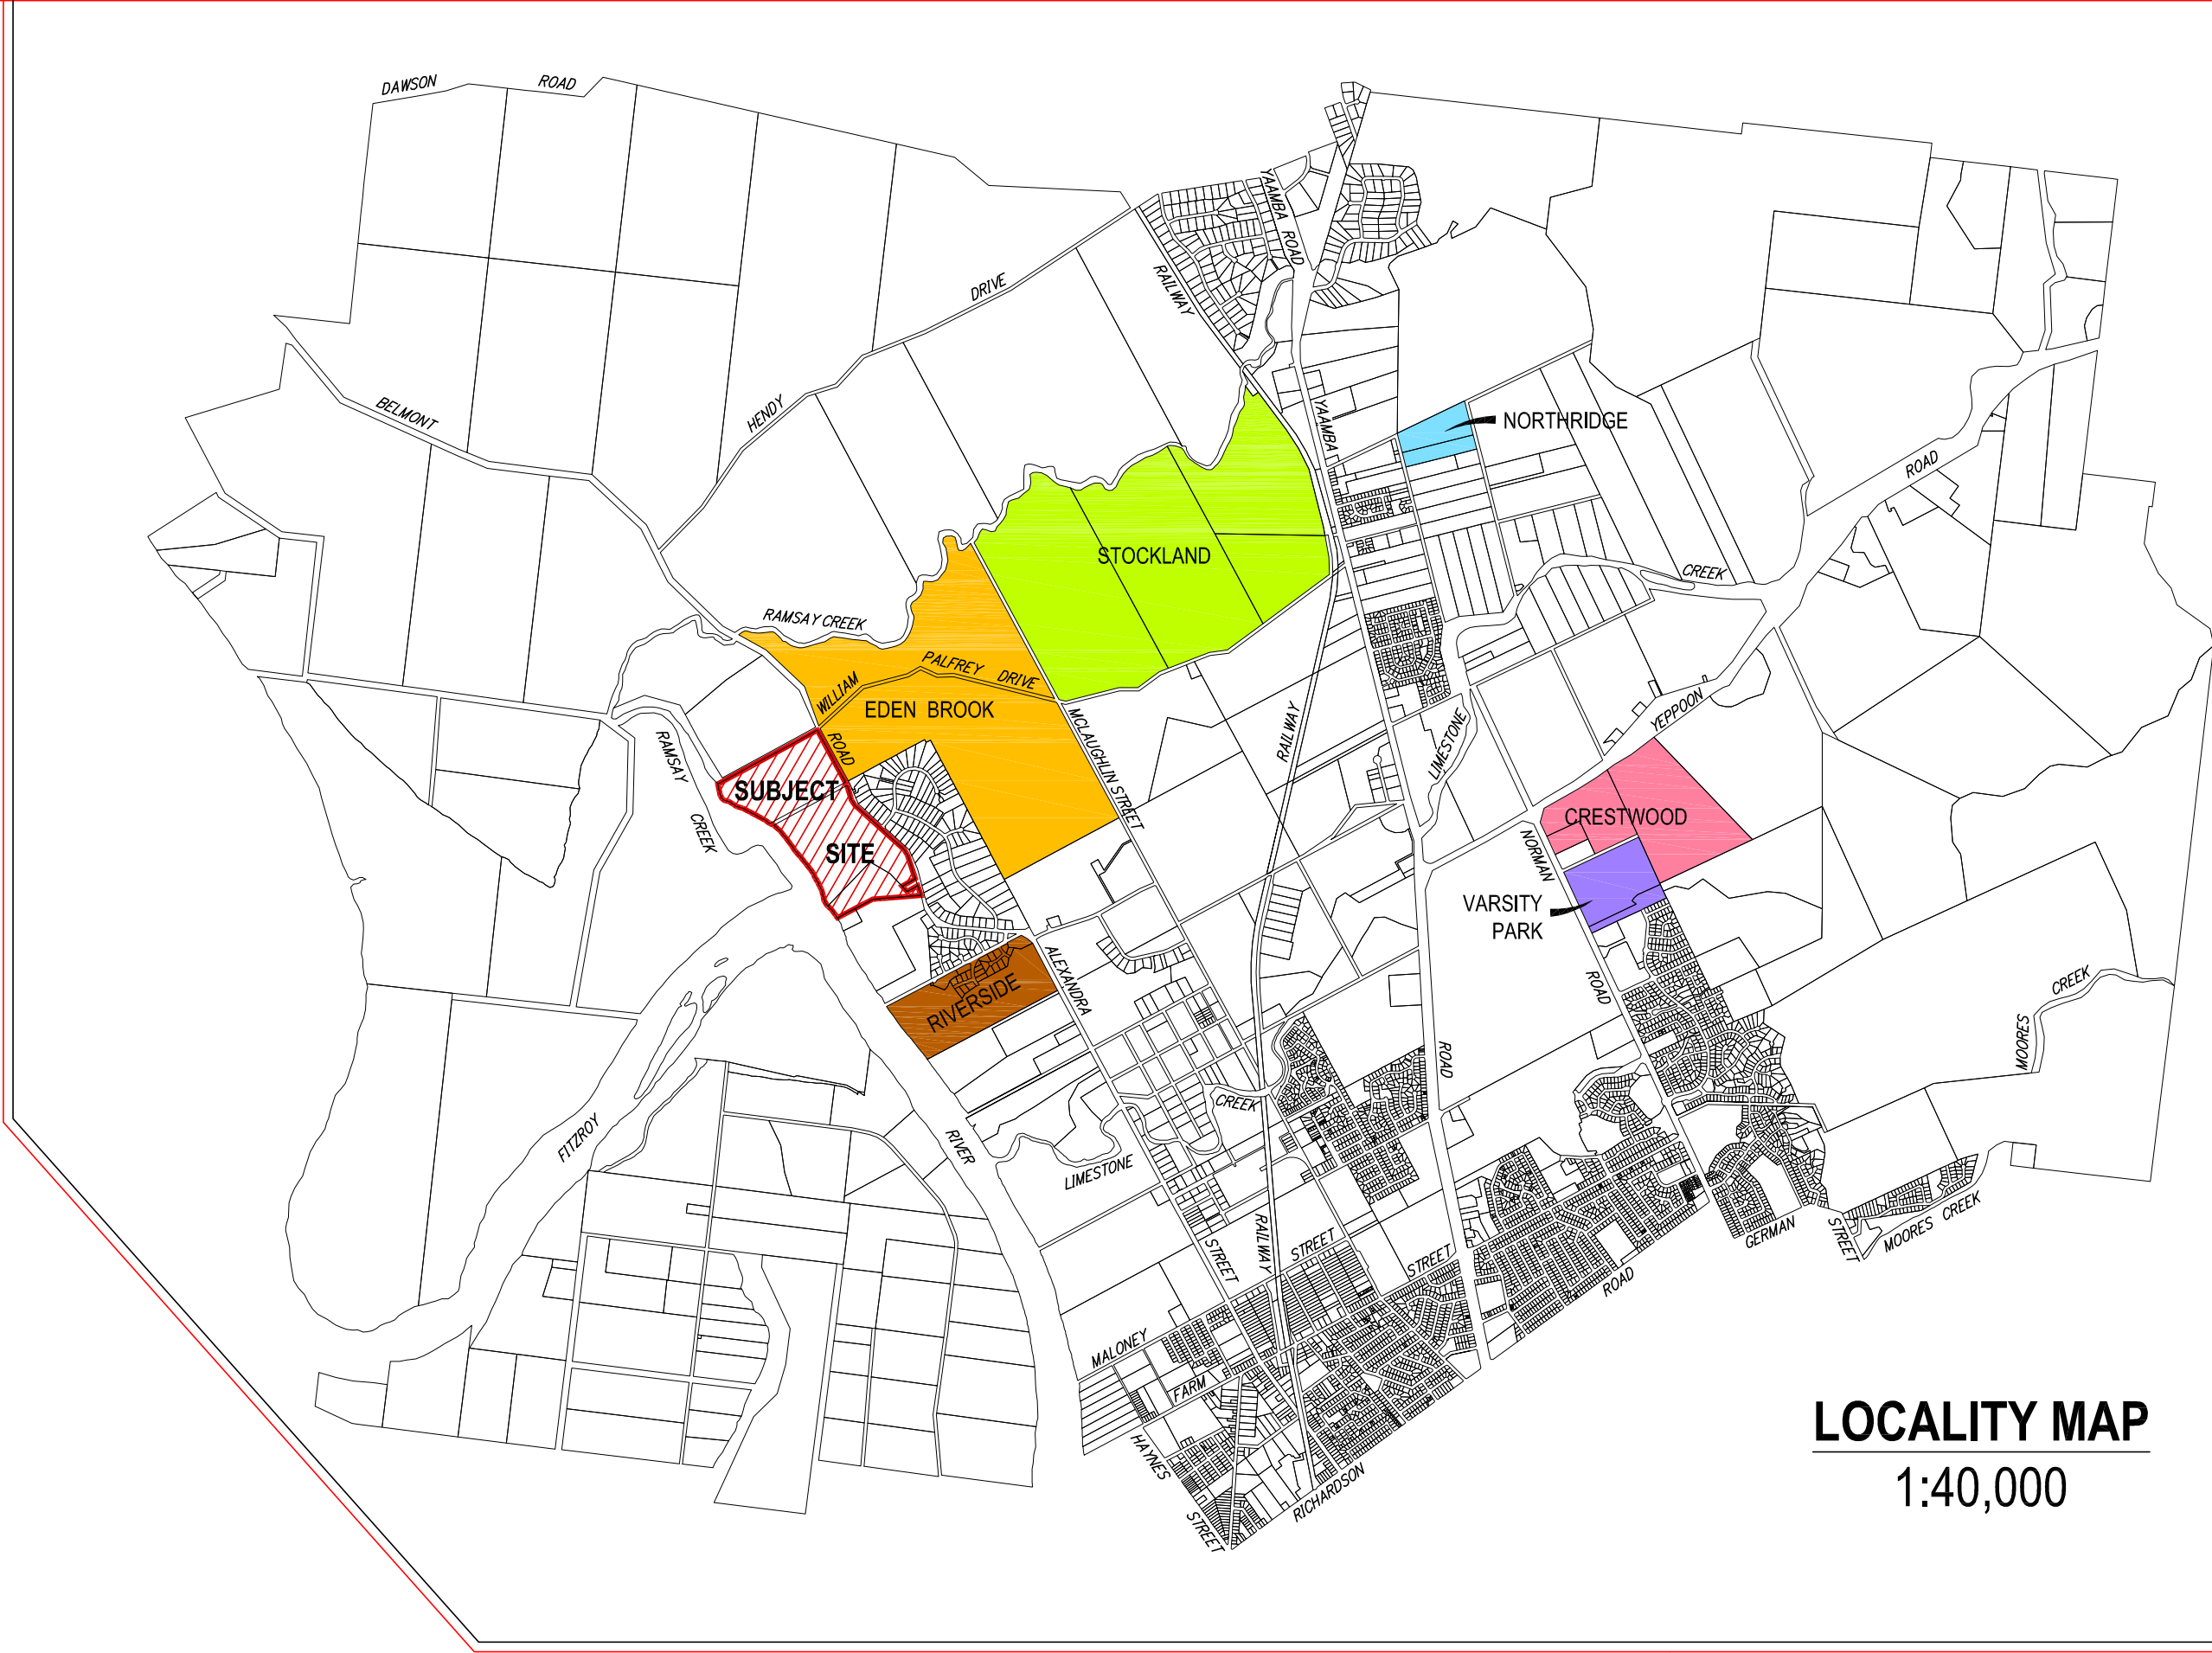 DAWSON
ROAD
YAAMBA ROAD
RAILWAY
HENDY
DRIVE
BELMONT
YAAMBA
NORTHRIDGE
ROAD
STOCKLAND
CREEK
RAMSAY CREEK
WILLIAM
PALFREY
DRIVE
EDEN BROOK
MCLAUGHLIN STREET
RAILWAY
LIMESTONE
YEPPOON
RAMSAY
CREEK
ROAD
SUBJECT
SITE
CRESTWOOD
NORMAN
VARSITY
PARK
ROAD
ALEXANDRA
RIVERSIDE
CREEK
MOORES
ROAD
CREEK
FITZROY
RIVER
LIMESTONE
STREET
RAILWAY
STREET
STREET
ROAD
GERMAN
STREET
MOORES CREEK
MALONEY
FARM
HAYNES
STREET
RICHARDSON
LOCALITY MAP
1:40,000